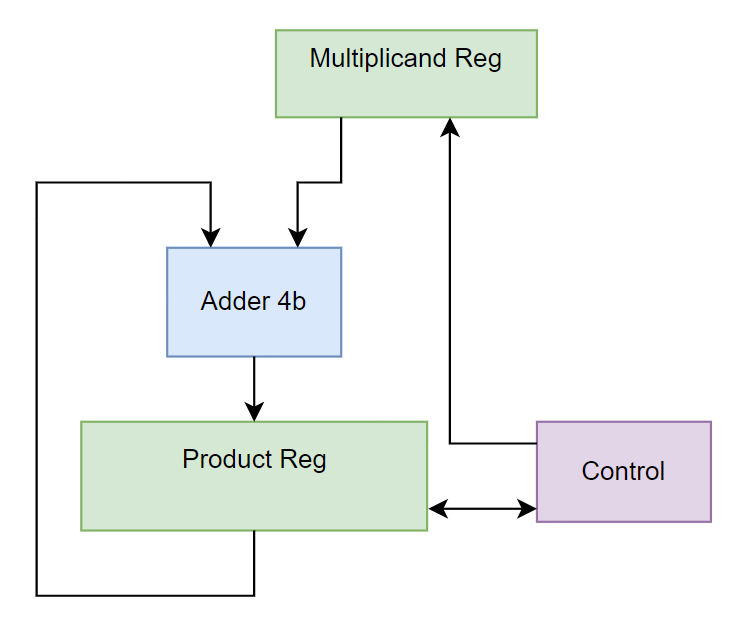 Multiplicand Reg
Adder 4b
Product Reg
Control